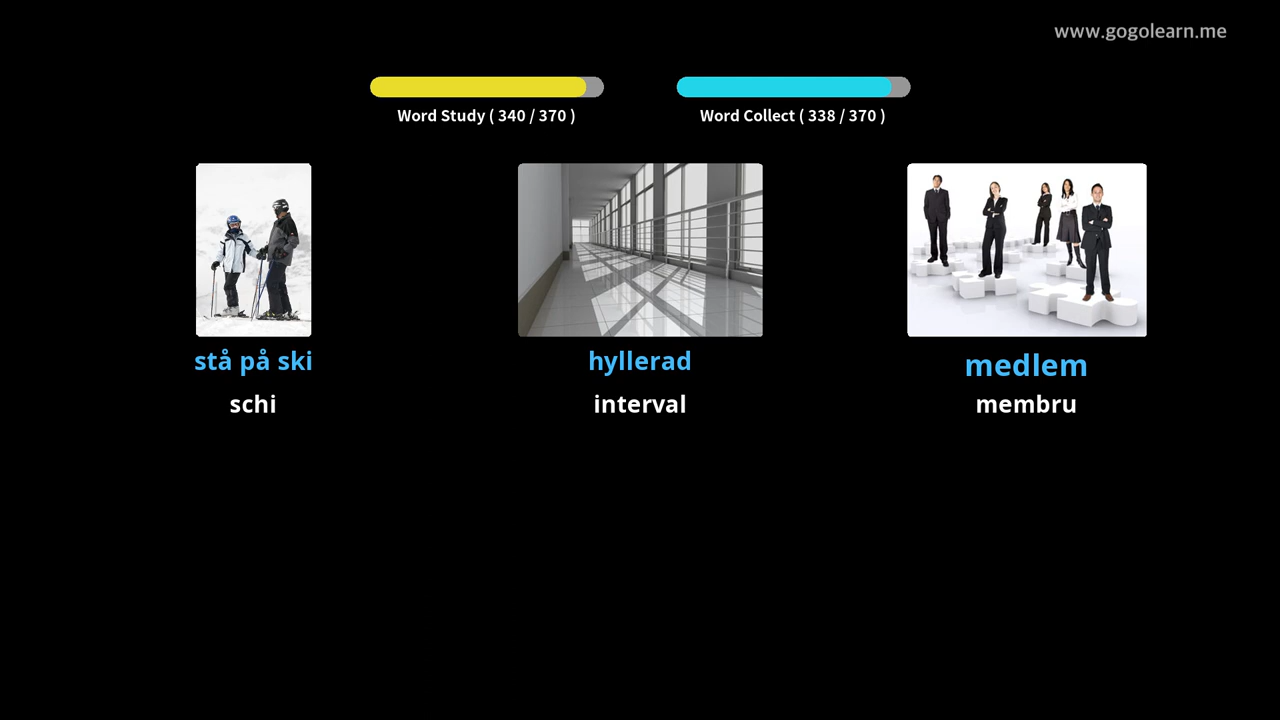 www.gogolearn.me
Word Study ( 340 / 370 )
Word Collect ( 338 / 370 )
stå på ski
hyllerad
medlem
schi
interval
membru